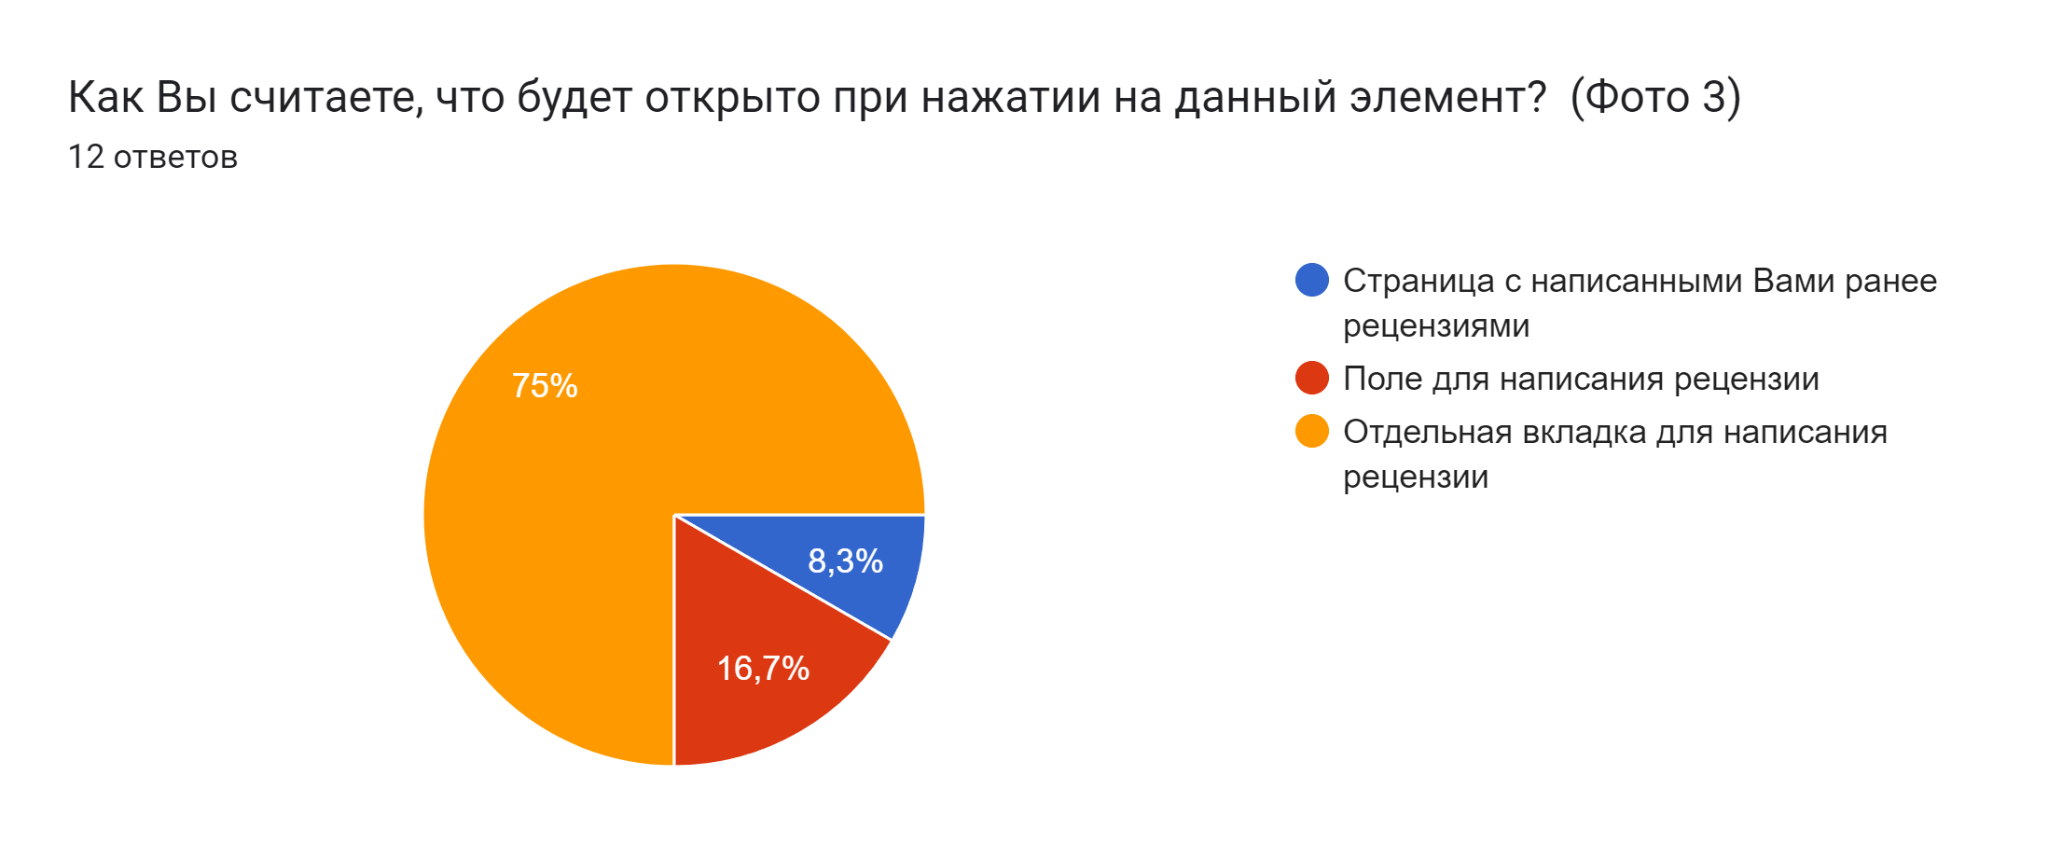 Как Вы считаете, что будет открыто при нажатии на данный элемент?  (Фото 3)
12 ответов
75%
8,3%
16,7%
Страница с написанными Вами ранее
рецензиями
Поле для написания рецензии
Отдельная вкладка для написания
рецензии